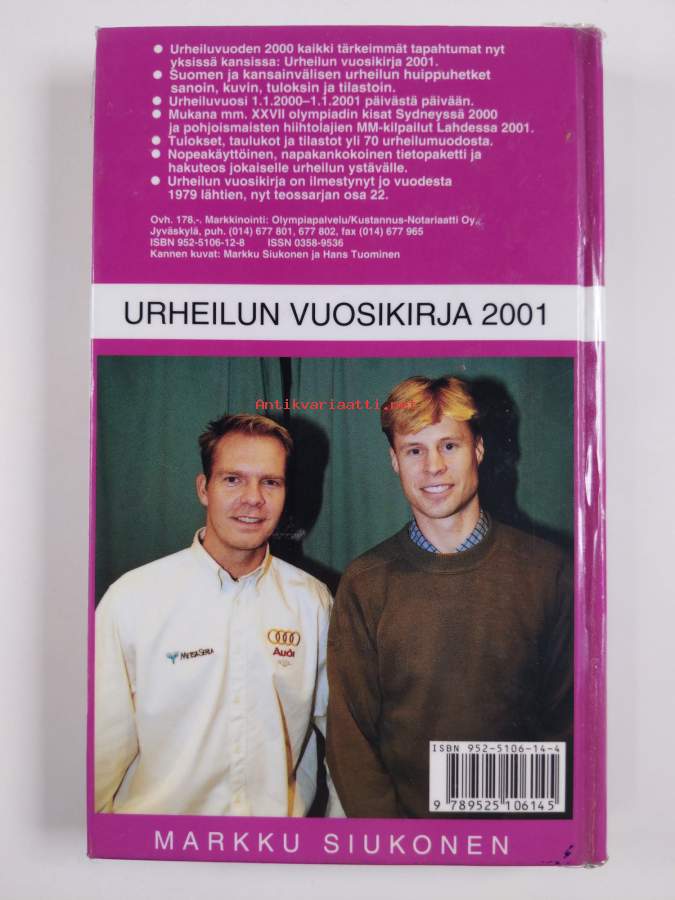 ● Urheiluvuoden 2000 kaikki tärkeimmät tapahtumat nyt
yksissä kansissa: Urheilun vuosikirja 2001.
● Suomen ja kansainvälisen urheilun huippuhetket
sanoin, kuvin, tuloksin ja tilastoin.
● Urheiluvuosi 1.1.2000–1.1.2001 päivästä päivään.
● Mukana mm. XXVII olympiadin kisat Sydneyssä 2000
ja pohjoismaisten hiihtolajien MM-kilpailut Lahdessa 2001.
● Tulokset, taulukot ja tilastot yli 70 urheilumuodosta.
● Nopeakäyttöinen, napakankokoinen tietopaketti ja
hakuteos jokaiselle urheilun ystävälle.
● Urheilun vuosikirja on ilmestynyt jo vuodesta
1979 lähtien, nyt teossarjan osa 22.
Ovh. 178,-. Markkinointi: Olympiapalvelu/Kustannus-Notariaatti Oy,
Jyväskylä, puh. (014) 677 801, 677 802, fax (014) 677 965
ISBN 952-5106-12-8 ISSN 0358-9536
Kannen kuvat: Markku Siukonen ja Hans Tuominen
URHEILUN VUOSIKIRJA 2001
Antikvariaatti.net
METSÄ-SERLA
Audi
ISBN 952-5106-14-4
9 789525 106145
MARKKU SIUKONEN